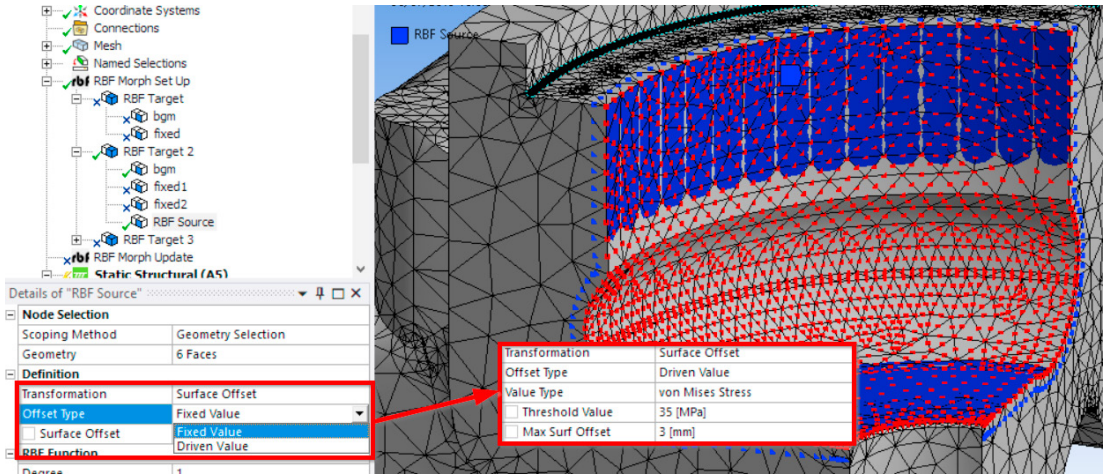 Coordinate Systems
Connections
Mesh
Named Selections
rbf RBF Morph Set Up
RBF Target
bgm
fixed
RBF Target 2
bgm
fixed1
fixed2
RBF Source
RBF Target 3
rbf RBF Morph Update
Static Structural (A5)
Details of "RBF Source"
Node Selection
Scoping Method Geometry Selection
Geometry 6 Faces
Definition
Transformation Surface Offset
Offset Type Fixed Value
Surface Offset Fixed Value
Driven Value
RBF Function
Degree 1
RBF Source
Transformation Surface Offset
Offset Type Driven Value
Value Type von Mises Stress
Threshold Value 35 [MPa]
Max Surf Offset 3 [mm]